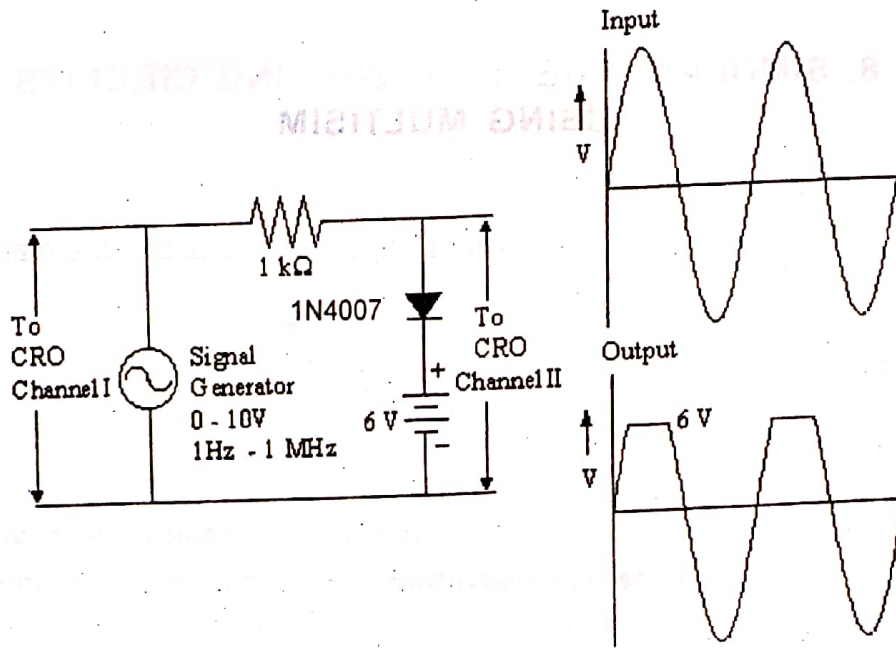 Input
V
1 kΩ
1N4007
To
CRO
Channel I
Signal
Generator
0 - 10V
1Hz - 1 MHz
+
6 V
-
To
CRO
Channel II
Output
6 V
V